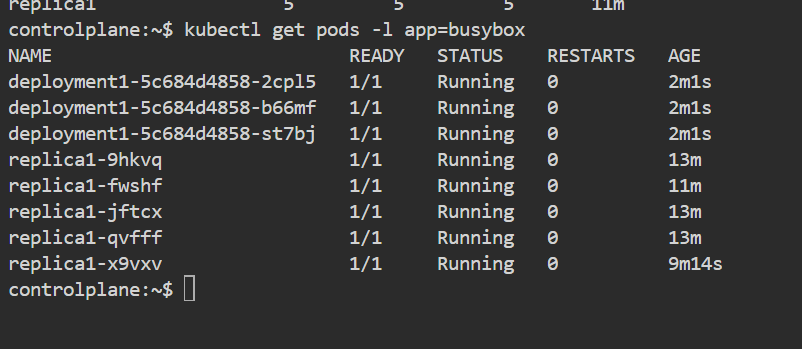 replica1 5 5 5 11m
controlplane:~$ kubectl get pods -l app=busybox
NAME READY STATUS RESTARTS AGE
deployment1-5c684d4858-2cpl5 1/1 Running 0 2m1s
deployment1-5c684d4858-b66mf 1/1 Running 0 2m1s
deployment1-5c684d4858-st7bj 1/1 Running 0 2m1s
replica1-9hkvq 1/1 Running 0 13m
replica1-fwshf 1/1 Running 0 11m
replica1-jftcx 1/1 Running 0 13m
replica1-qvfff 1/1 Running 0 13m
replica1-x9vxv 1/1 Running 0 9m14s
controlplane:~$